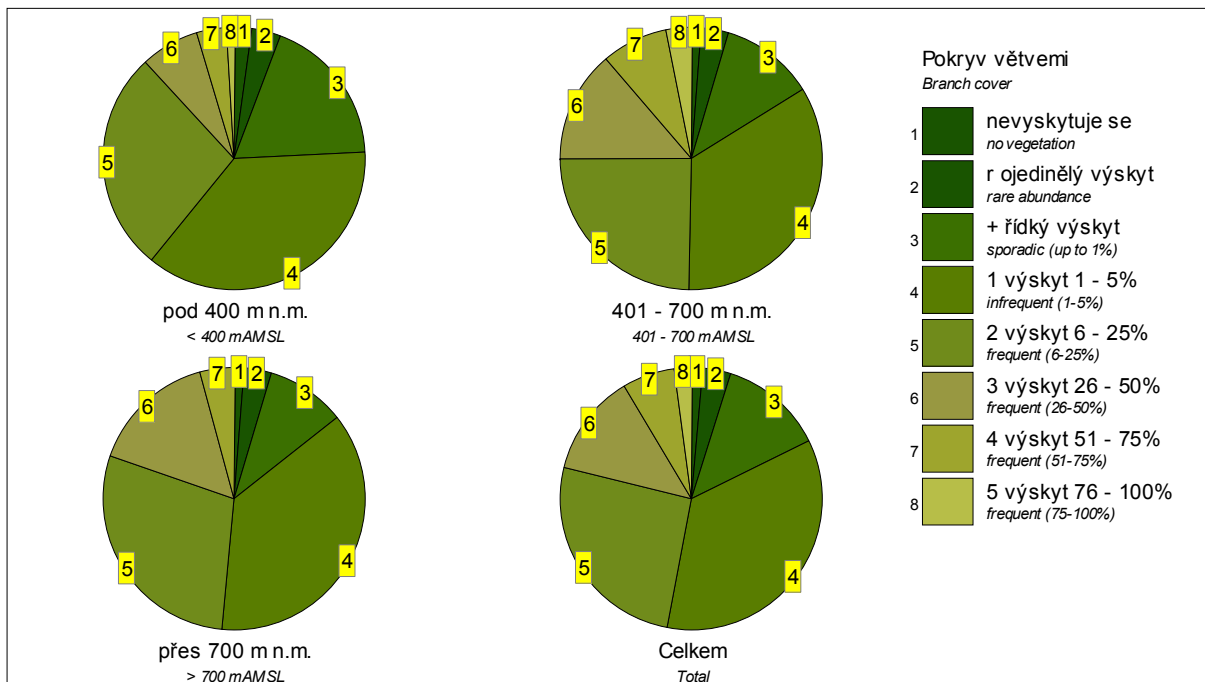 7 8 1 2
6
3
5
4
pod 400 m n.m.
< 400 mAMSL
8 1 2
7
3
6
5
4
401 - 700 m n.m.
401 - 700 mAMSL
7 1 2
6
3
5
4
přes 700 m n.m.
> 700 mAMSL
8 1 2
7
3
6
5
4
Celkem
Total
Pokryv větvemi
Branch cover
1 nevyskytuje se
no vegetation
2 r ojedinělý výskyt
rare abundance
3 + řídký výskyt
sporadic (up to 1%)
4 1 výskyt 1 - 5%
infrequent (1-5%)
5 2 výskyt 6 - 25%
frequent (6-25%)
6 3 výskyt 26 - 50%
frequent (26-50%)
7 4 výskyt 51 - 75%
frequent (51-75%)
8 5 výskyt 76 - 100%
frequent (75-100%)